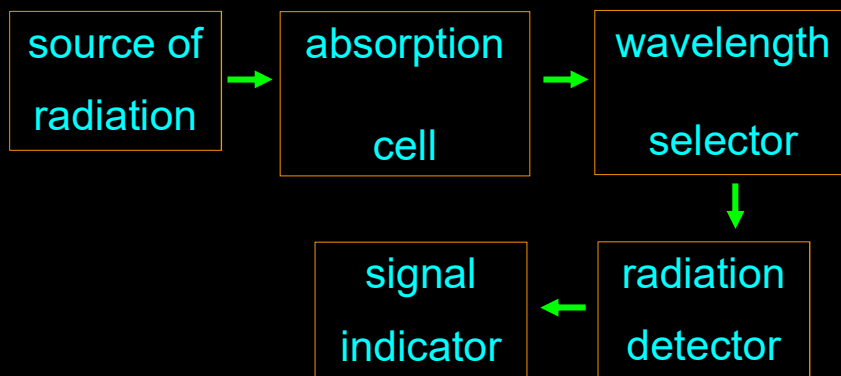 source of
radiation
absorption
cell
wavelength
selector
radiation
detector
signal
indicator